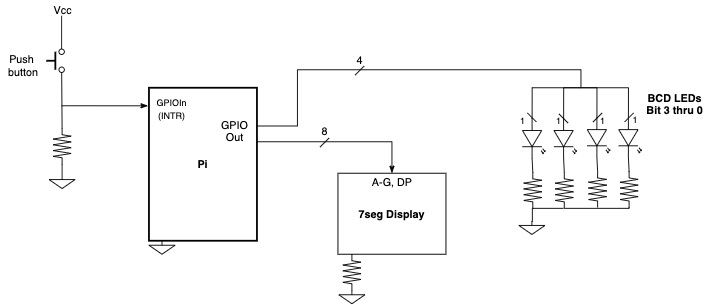 Vcc
Push
button
GPIOIn
(INTR)
GPIO
Out
Pi
4
8
A-G, DP
7seg Display
1
1
1
1
BCD LEDs
Bit 3 thru 0